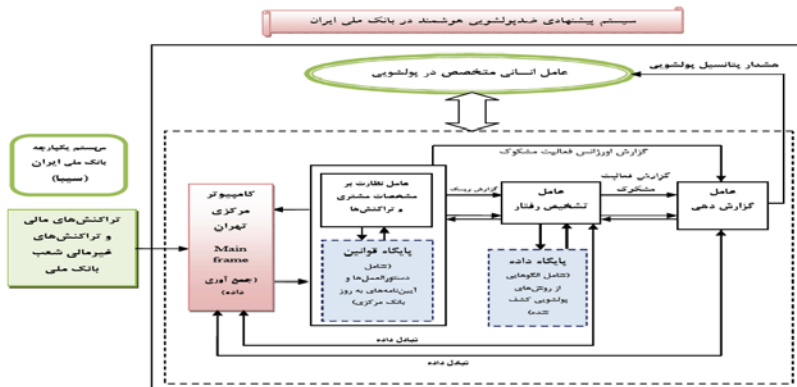 سیستم پیشنهادی ضدپولشویی هوشمند در بانک ملی ایران
عامل انسانی متخصص در پولشویی
هشدار پتانسیل پولشویی
سیستم یکپارچه
بانک ملی ایران
(سیبا)
تراکنش‌های مالی
و تراکنش‌های
غیرمالی شعب
بانک ملی
کامپیوتر
مرکزی
تهران
Main
frame
(جمع آوری
داده)
گزارش اورژانس فعالیت مشکوک
عامل نظارت بر
مشخصات مشتری
و تراکنش‌ها
پایگاه قوانین
(شامل
دستورالعمل‌ها و
آیین‌نامه‌های به روز
بانک مرکزی)
گزارش ریسک
عامل
تشخیص رفتار
پایگاه داده
(شامل الگوهایی
از روش‌های
پولشویی کشف
شده)
گزارش فعالیت
مشکوک
عامل
گزارش دهی
تبادل داده
تبادل داده